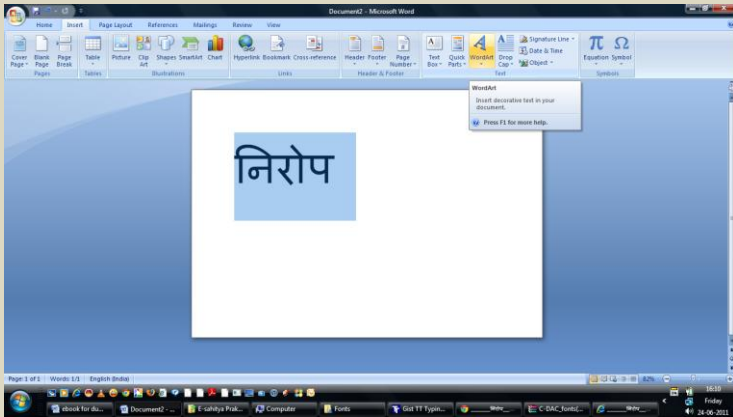 Document2 - Microsoft Word
Home Insert Page Layout References Mailings Review View
Cover Page Blank Page Page Break Table Picture Clip Art Shapes SmartArt Chart Hyperlink Bookmark Cross-reference Header Footer Page Number Text Box Quick Parts WordArt Drop Cap Signature Line Date & Time Object Equation Symbol
Pages Tables Illustrations Links Header & Footer Text Symbols
WordArt
Insert decorative text in your document.
Press F1 for more help.
निरोप
Page: 1 of 1 Words: 1/1 English (India) 82%
ebook for du... Document2 - ... E-sahitya Prak... Computer Fonts Gist TT Typin... C-DAC_fonts(...
16:10
Friday
24-06-2011